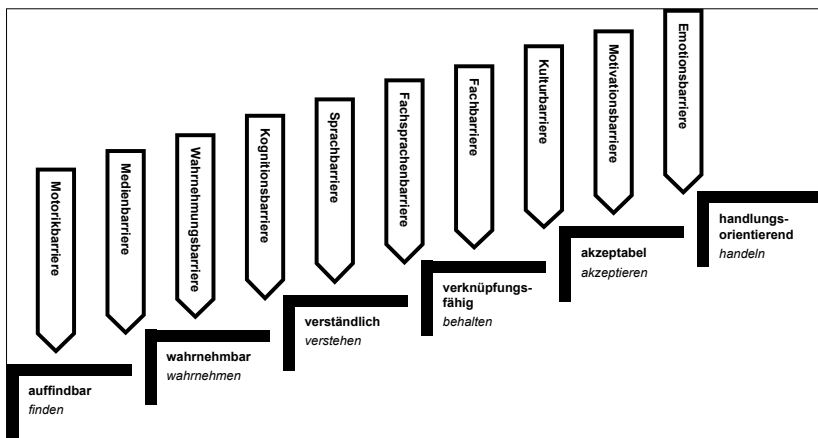 Motorikbarriere
Medienbarriere
Wahrnehmungsbarriere
Kognitionsbarriere
Sprachbarriere
Fachsprachenbarriere
Fachbarriere
Kulturbarriere
Motivationsbarriere
Emotionsbarriere
auffindbar
finden
wahrnehmbar
wahrnehmen
verständlich
verstehen
verknüpfungs-
fähig
behalten
akzeptabel
akzeptieren
handlungs-
orientierend
handeln